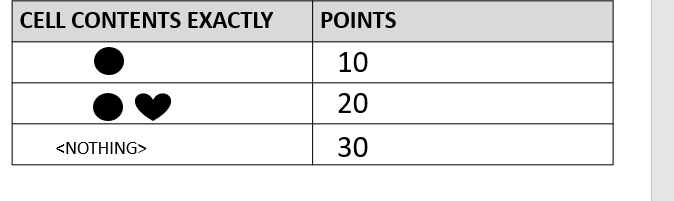 CELL CONTENTS EXACTLY POINTS
10
20
<NOTHING> 30